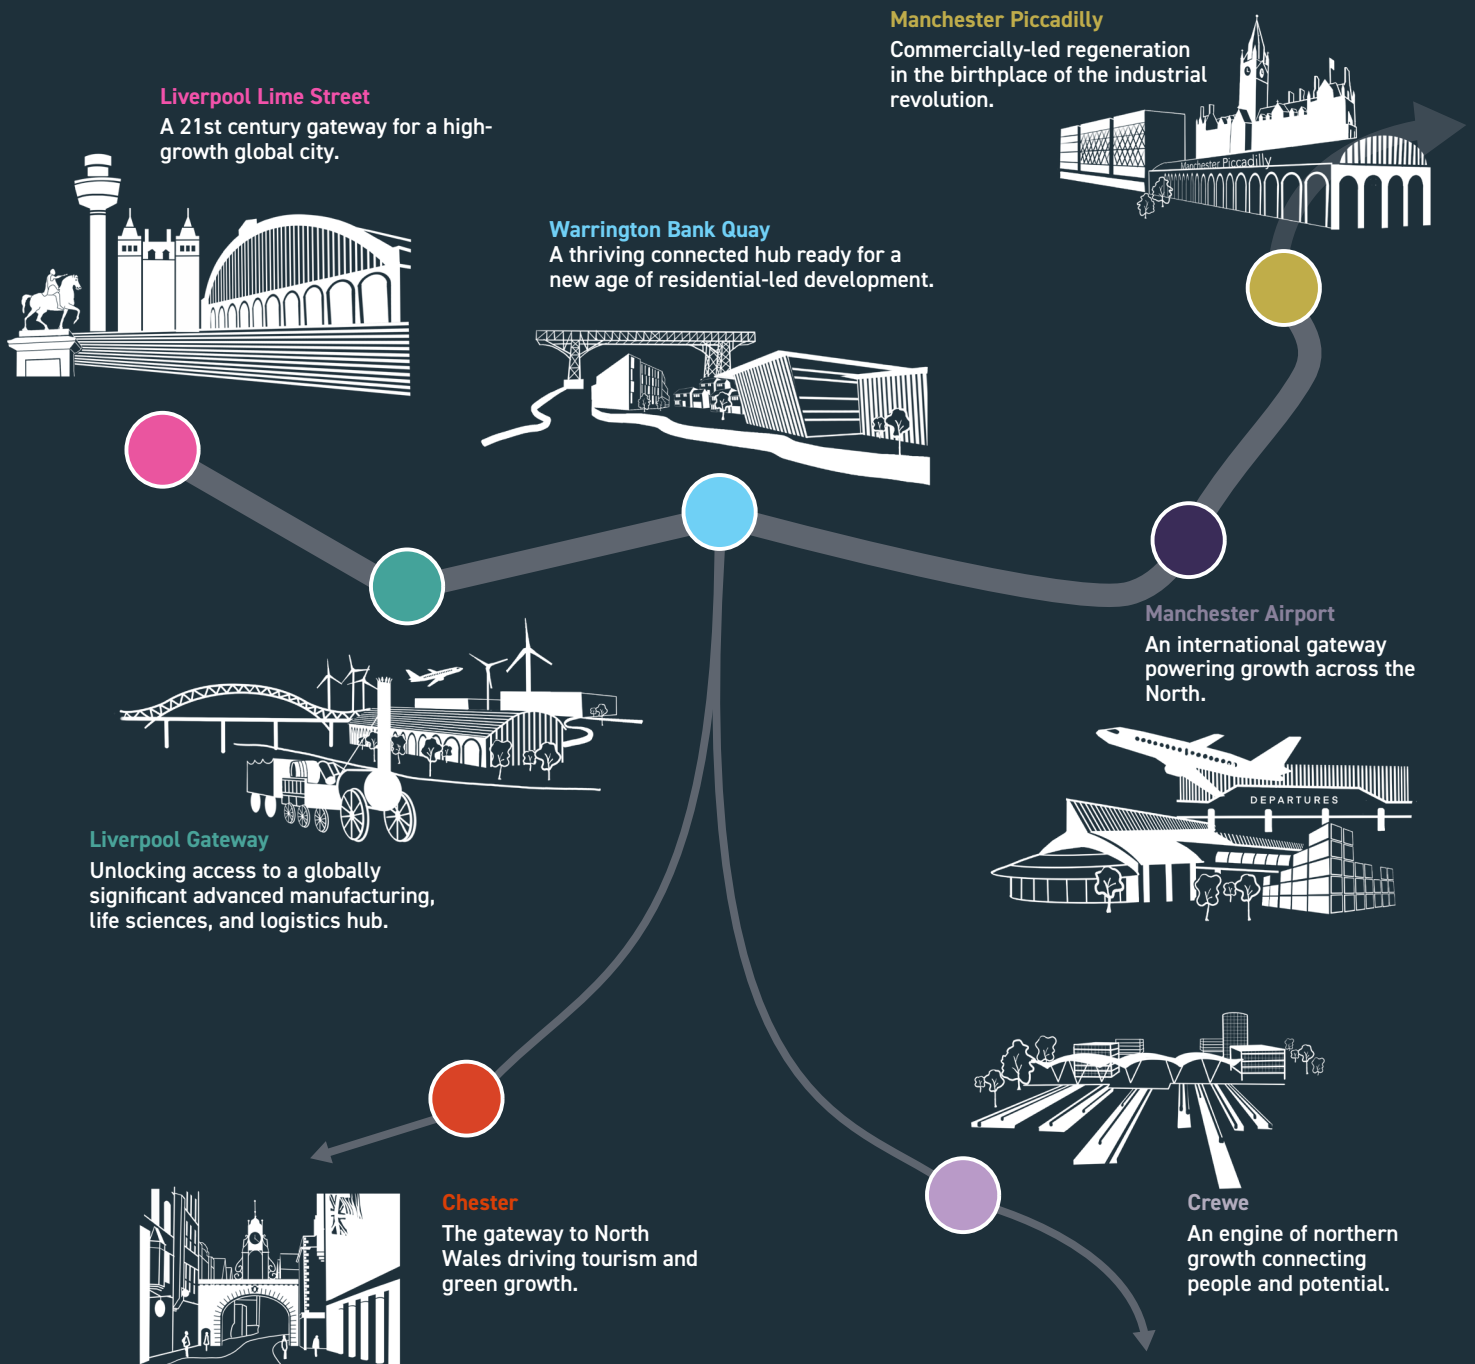 Manchester Piccadilly
Commercially-led regeneration
in the birthplace of the industrial
revolution.
Manchester Piccadilly
Liverpool Lime Street
A 21st century gateway for a high-
growth global city.
Warrington Bank Quay
A thriving connected hub ready for a
new age of residential-led development.
Manchester Airport
An international gateway
powering growth across the
North.
DEPARTURES
Liverpool Gateway
Unlocking access to a globally
significant advanced manufacturing,
life sciences, and logistics hub.
Chester
The gateway to North
Wales driving tourism and
green growth.
Crewe
An engine of northern
growth connecting
people and potential.